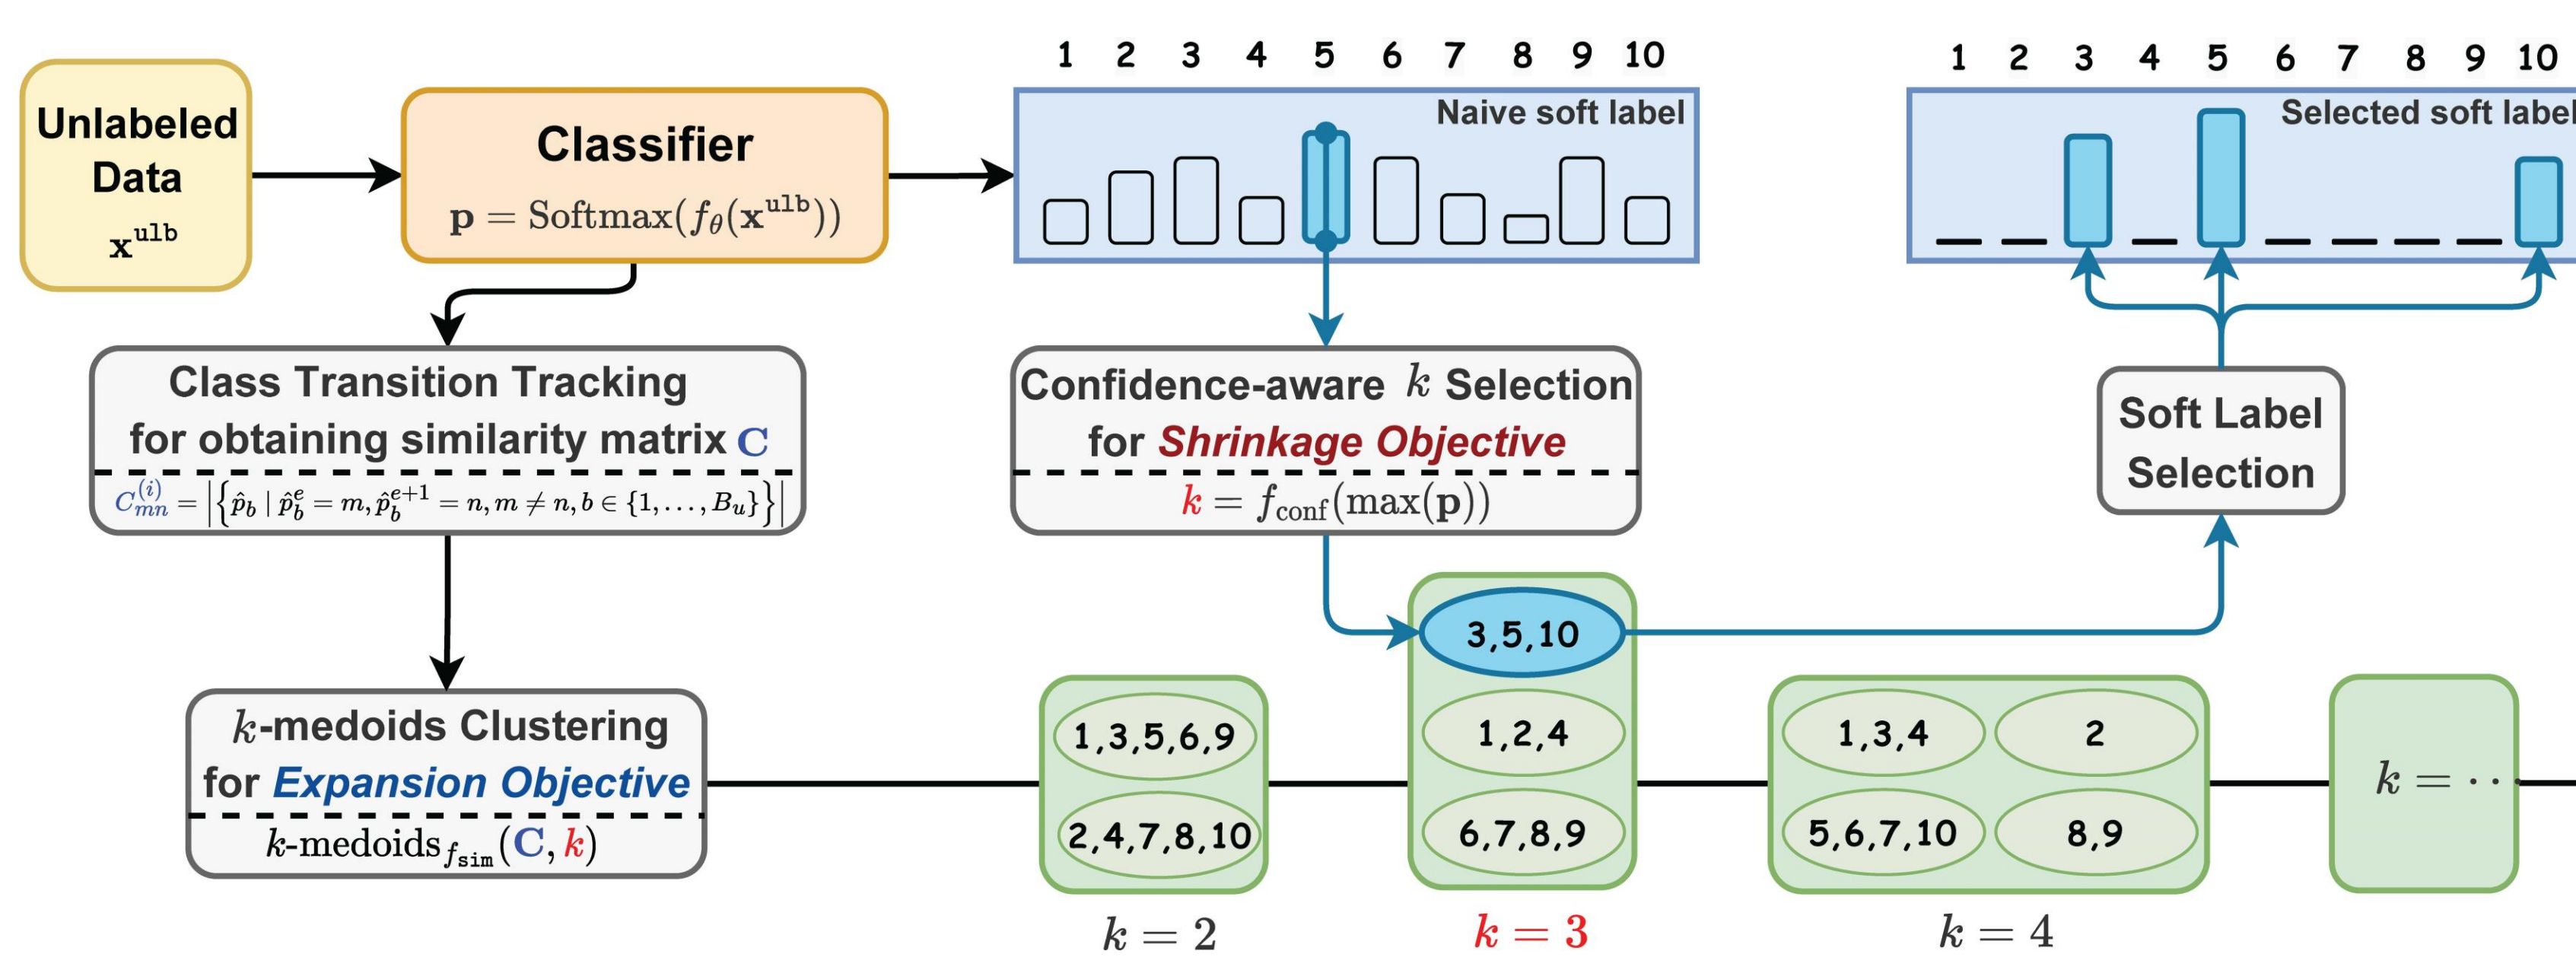 Unlabeled
Data
x^ulb
Classifier
p = Softmax(f_θ(x^ulb))
1 2 3 4 5 6 7 8 9 10
Naive soft label
1 2 3 4 5 6 7 8 9 10
Selected soft label
Class Transition Tracking
for obtaining similarity matrix C
C_mn^(i) = |{p̂_b | p̂_b^e = m, p̂_b^{e+1} = n, m ≠ n, b ∈ {1, ..., B_u}}|
Confidence-aware k Selection
for Shrinkage Objective
k = f_conf(max(p))
Soft Label
Selection
k-medoids Clustering
for Expansion Objective
k-medoids_{f_sim}(C, k)
1,3,5,6,9
2,4,7,8,10
k = 2
3,5,10
1,2,4
6,7,8,9
k = 3
1,3,4
2
5,6,7,10
8,9
k = 4
k = ···